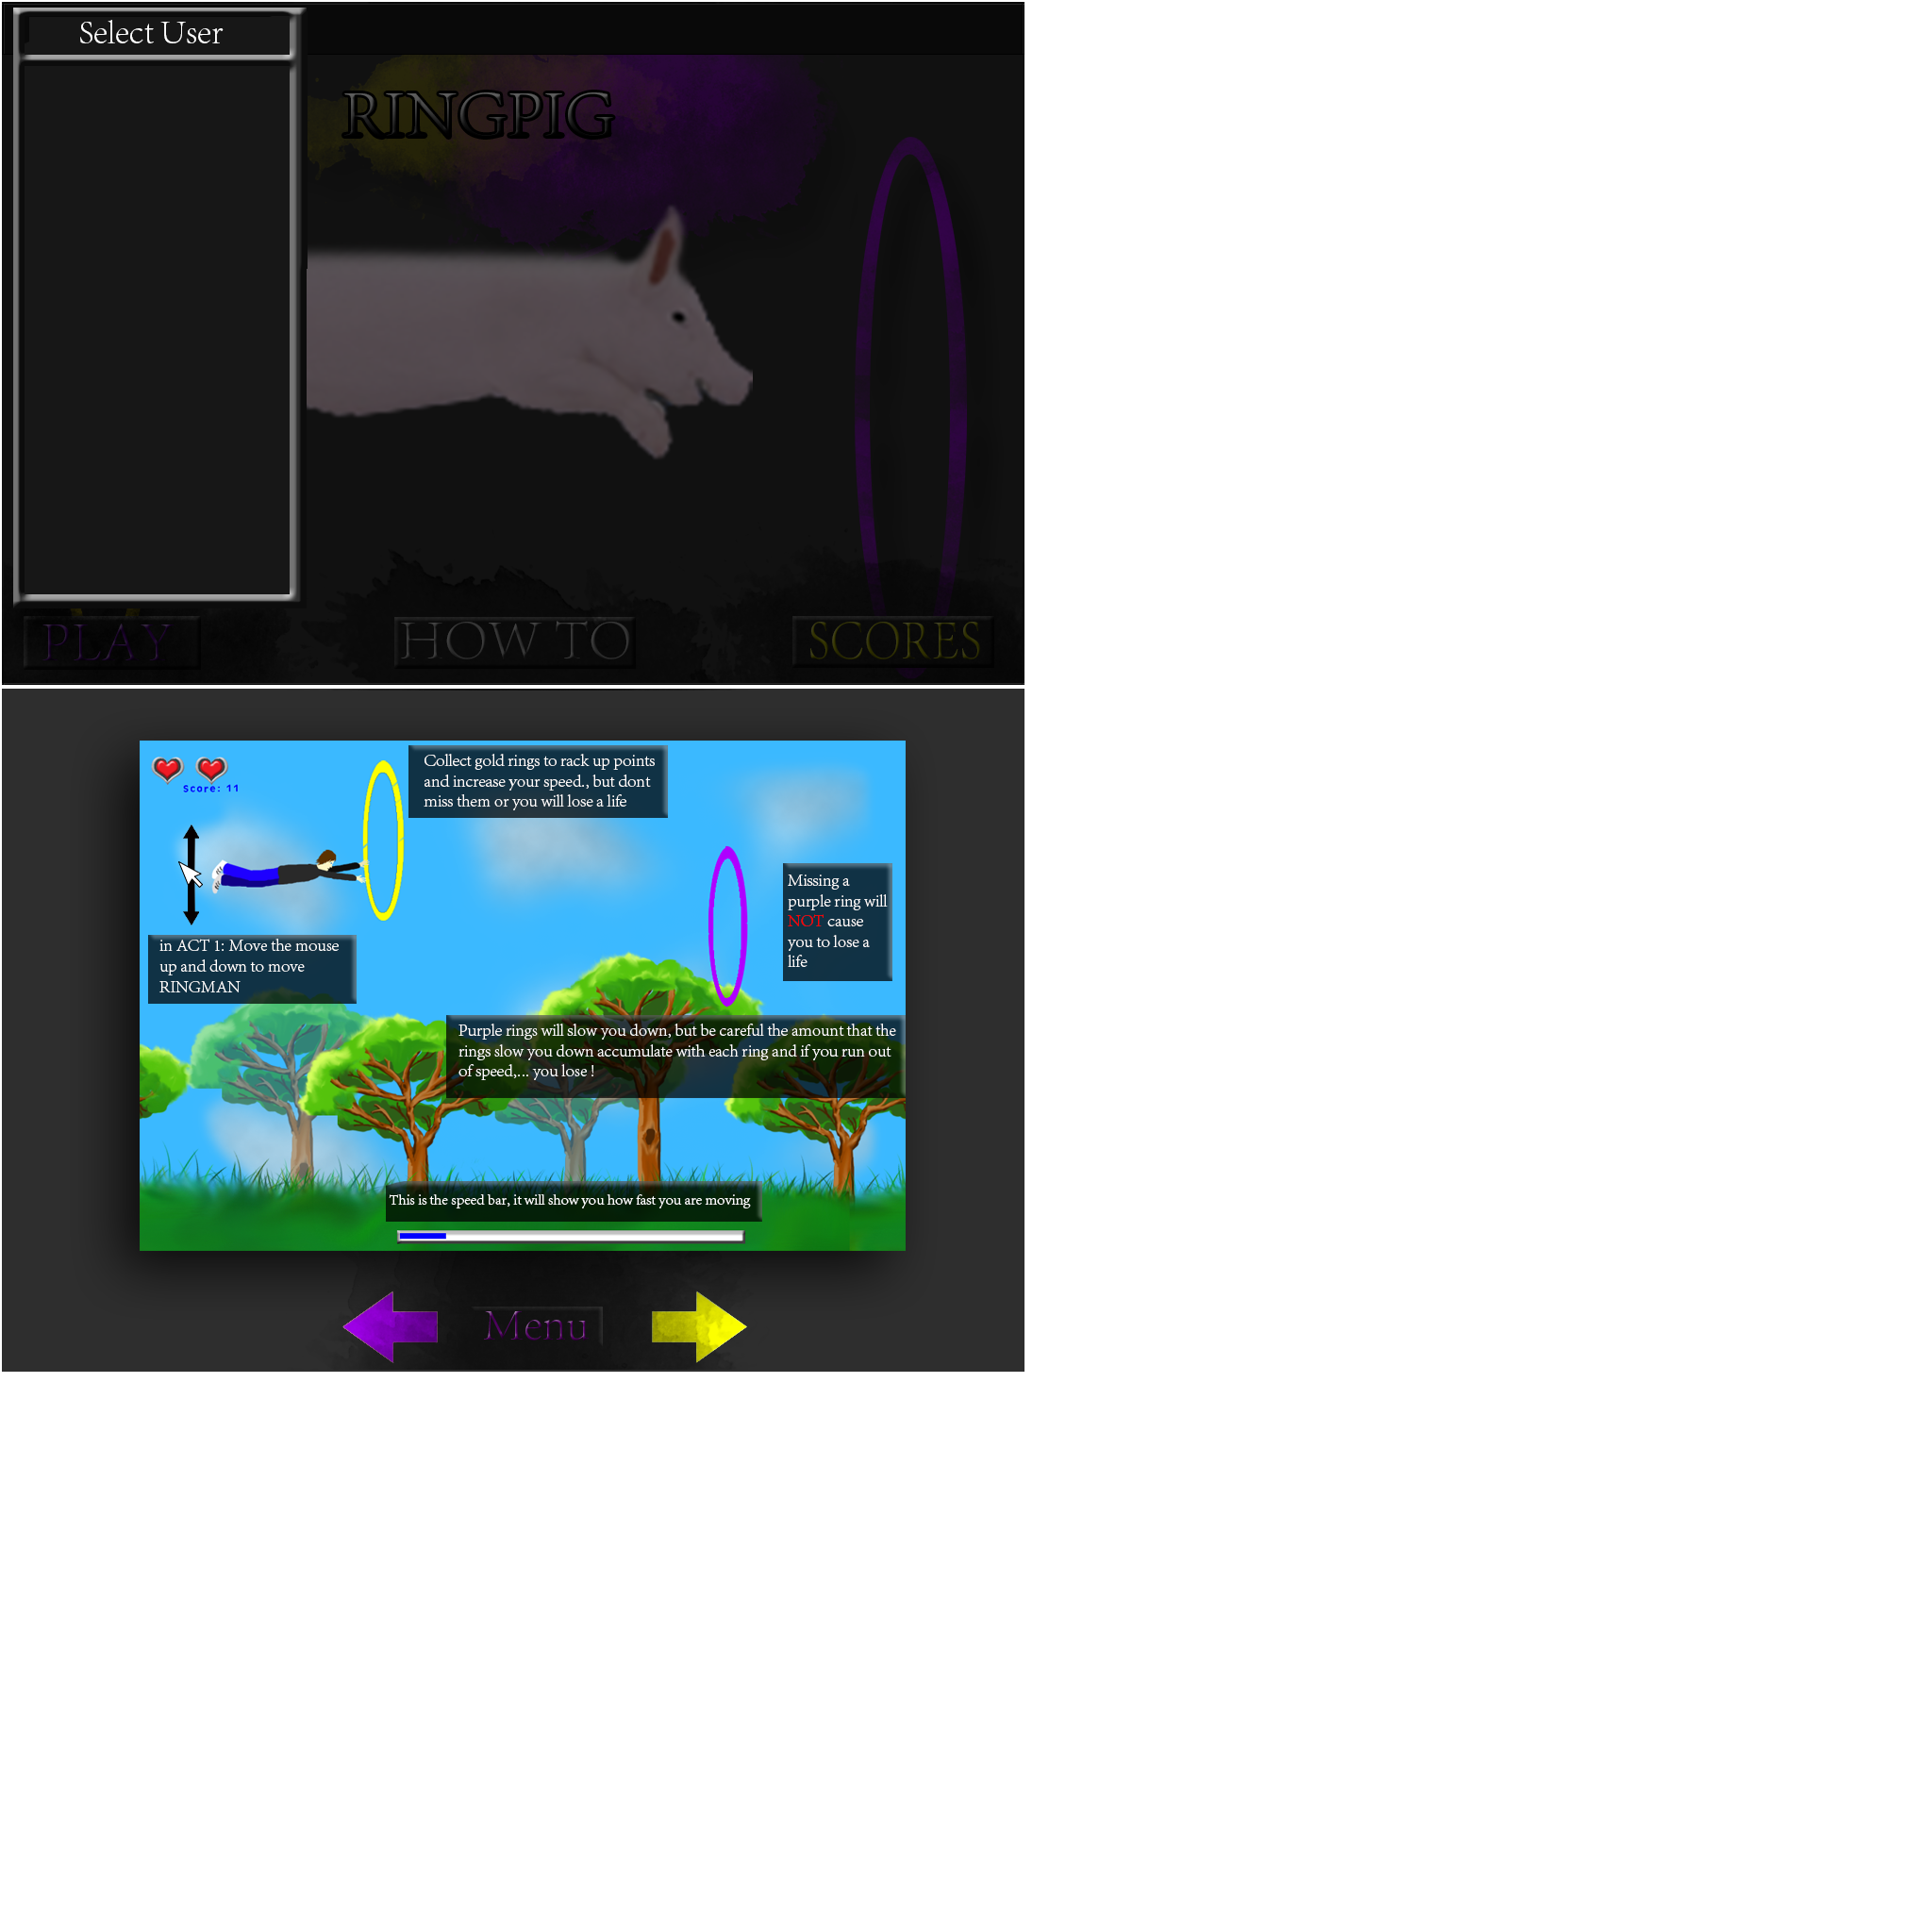 Select User
RINGPIG
PLAY
HOW TO
SCORES
Collect gold rings to rack up points
and increase your speed., but dont
miss them or you will lose a life
Score: 11
Missing a
purple ring will
NOT cause
you to lose a
life
in ACT 1: Move the mouse
up and down to move
RINGMAN
Purple rings will slow you down, but be careful the amount that the
rings slow you down accumulate with each ring and if you run out
of speed,... you lose !
This is the speed bar, it will show you how fast you are moving
Menu